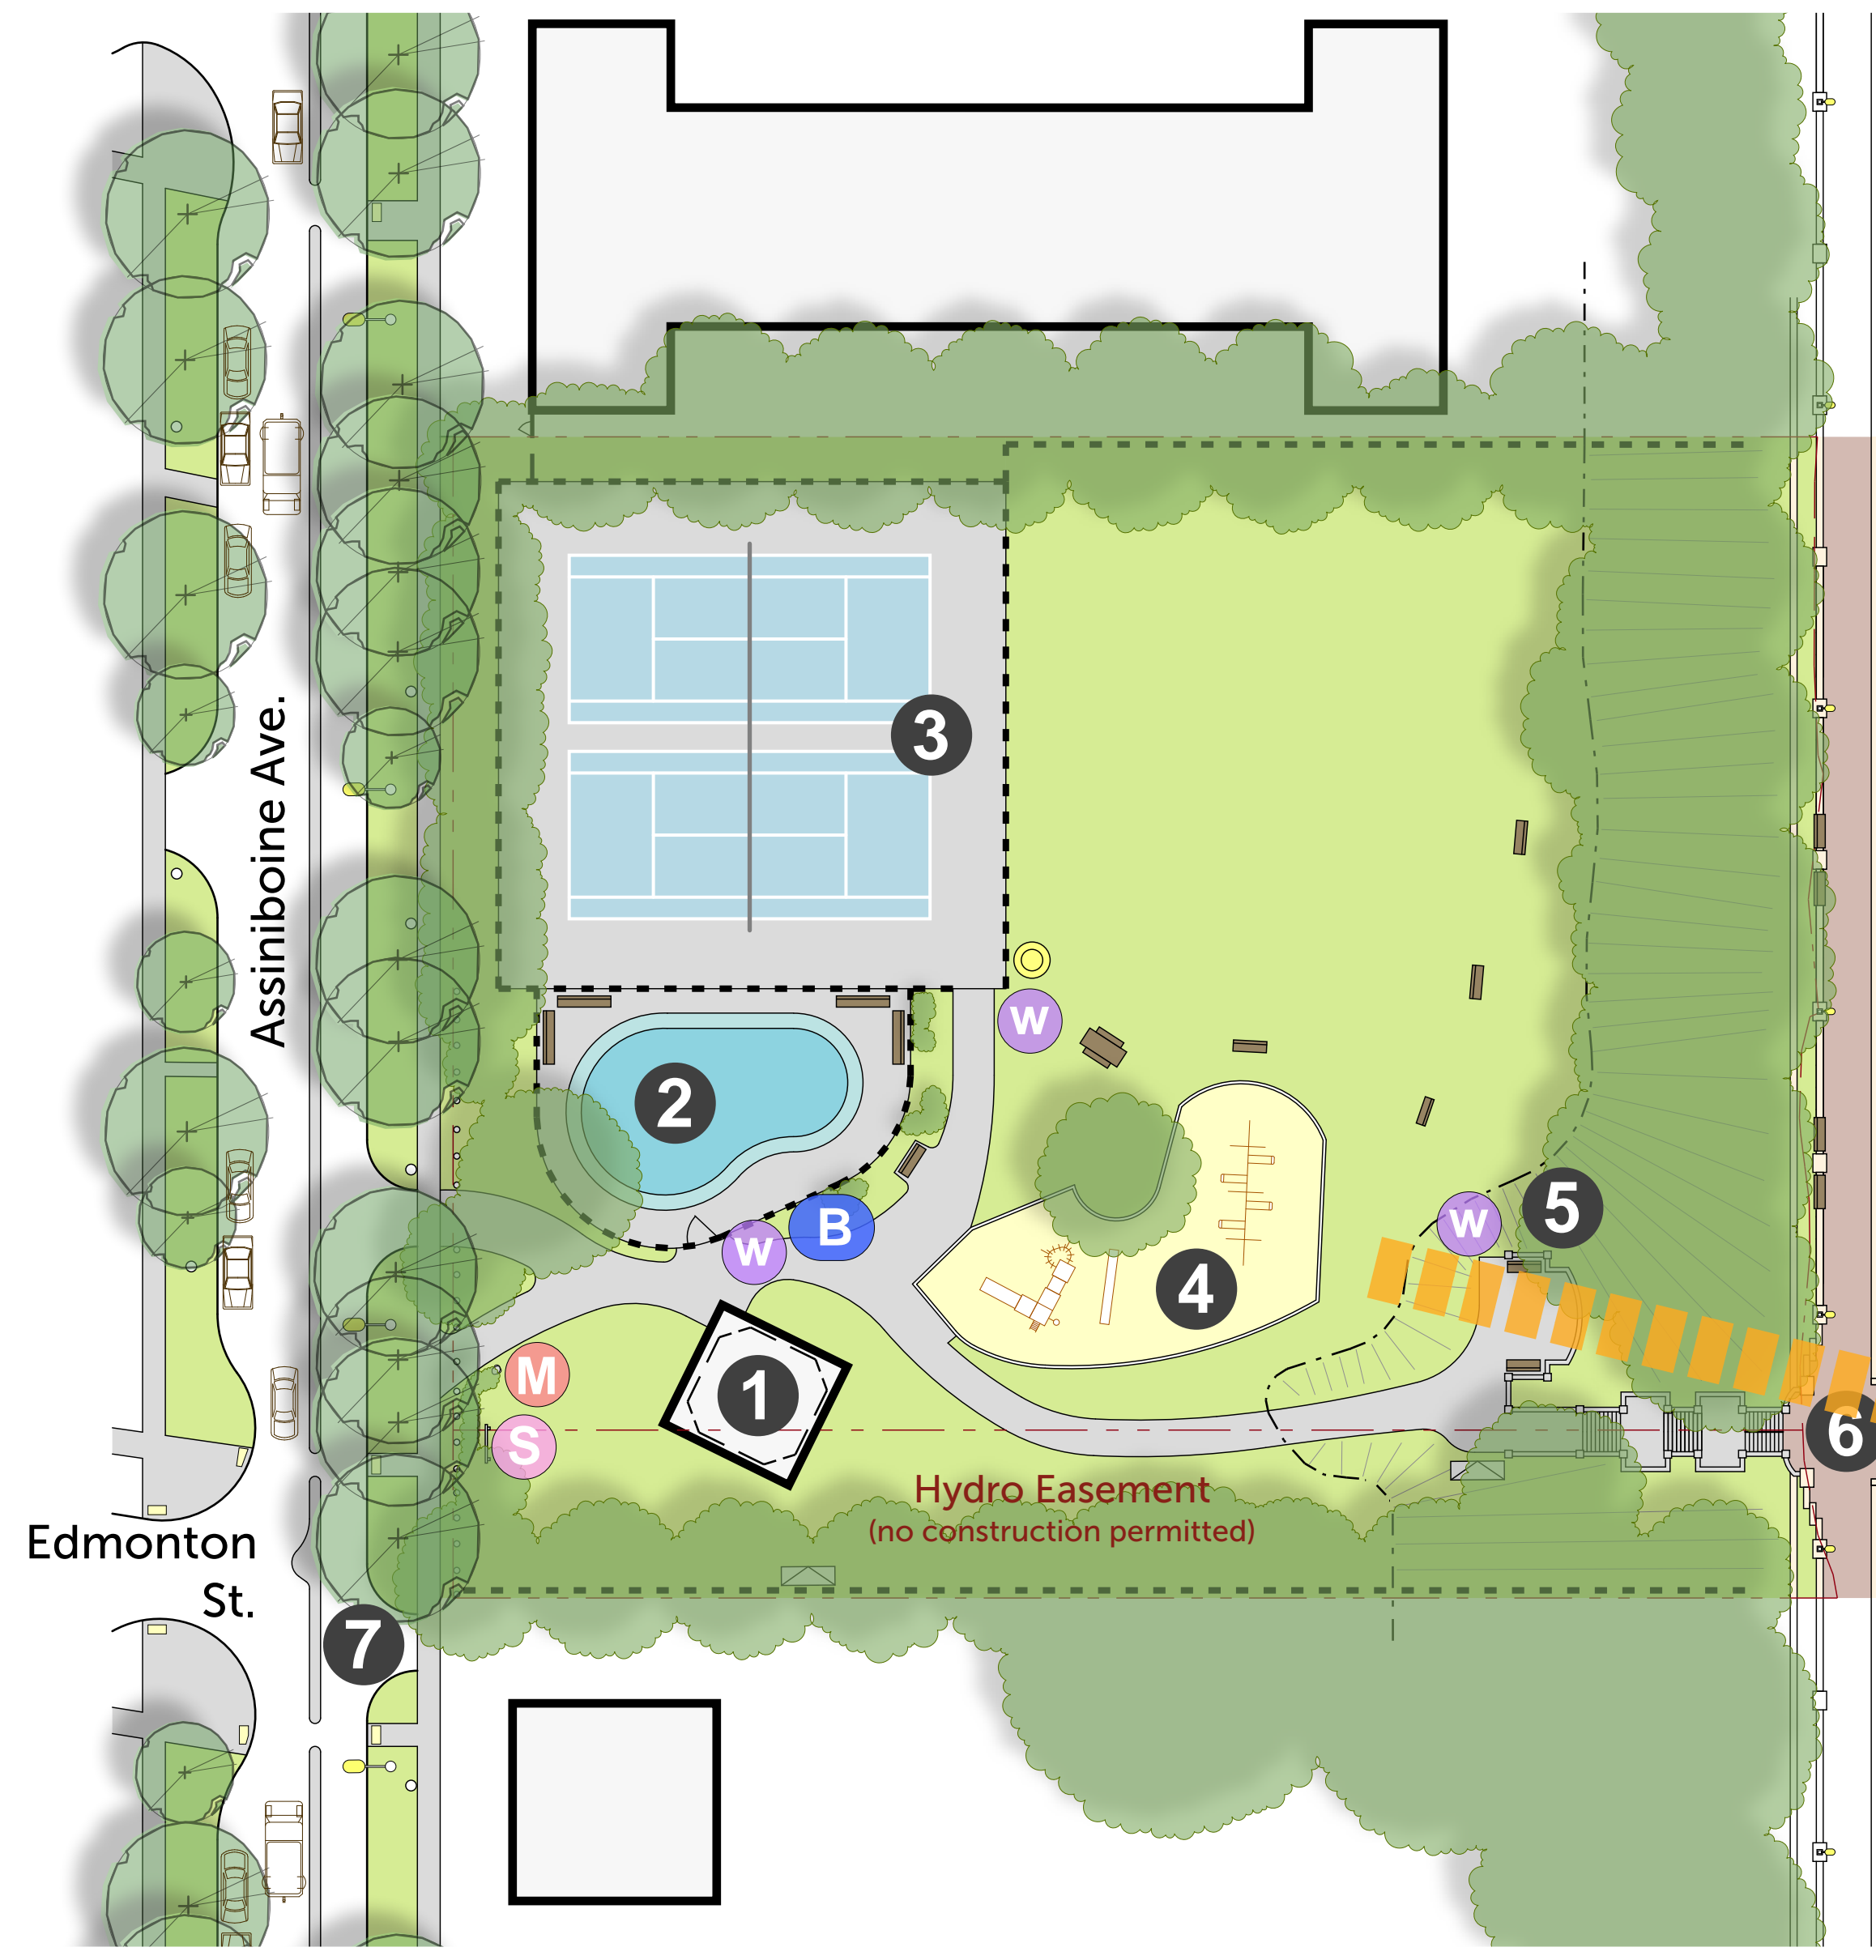 3
Assiniboine Ave.
W
2
B
W
W
5
4
M
1
S
6
Hydro Easement
(no construction permitted)
Edmonton
St.
7